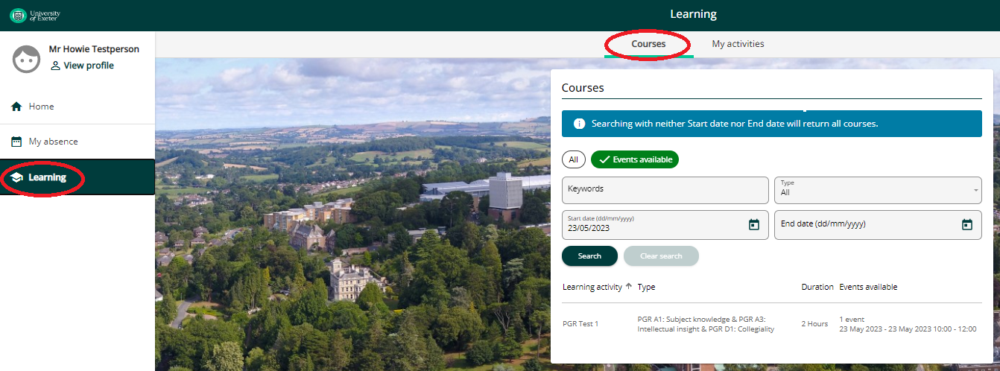 University
of Exeter
Learning
Mr Howie Testperson
View profile
Home
My absence
Learning
Courses
My activities
Courses
Searching with neither Start date nor End date will return all courses.
All
Events available
Keywords
Type
All
Start date (dd/mm/yyyy)
23/05/2023
End date (dd/mm/yyyy)
Search
Clear search
Learning activity Type Duration Events available
PGR Test 1
PGR A1: Subject knowledge & PGR A3:
Intellectual insight & PGR D1: Collegiality
2 Hours
1 event
23 May 2023 - 23 May 2023 10:00 - 12:00